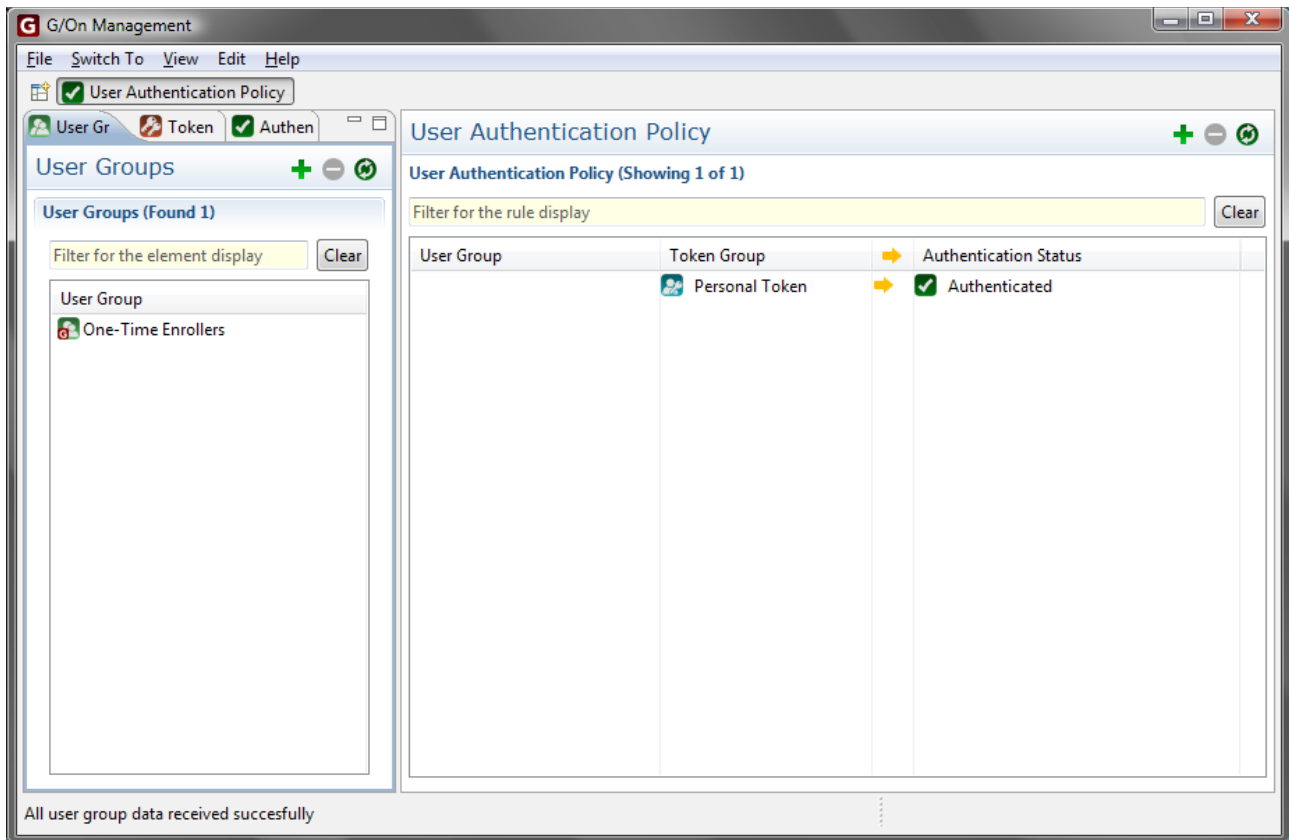 G G/On Management
File Switch To View Edit Help
User Authentication Policy
User Gr Token Authen
User Groups
User Groups (Found 1)
Filter for the element display Clear
User Group
One-Time Enrollers
User Authentication Policy
User Authentication Policy (Showing 1 of 1)
Filter for the rule display Clear
User Group Token Group Authentication Status
Personal Token Authenticated
All user group data received succesfully